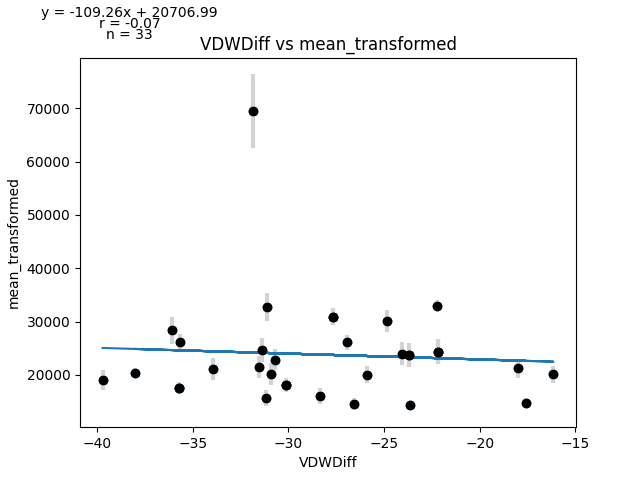 y = -109.26x + 20706.99
r = -0.07
n = 33
VDWDiff vs mean_transformed
mean_transformed
70000
60000
50000
40000
30000
20000
−40
−35
−30
−25
−20
−15
VDWDiff